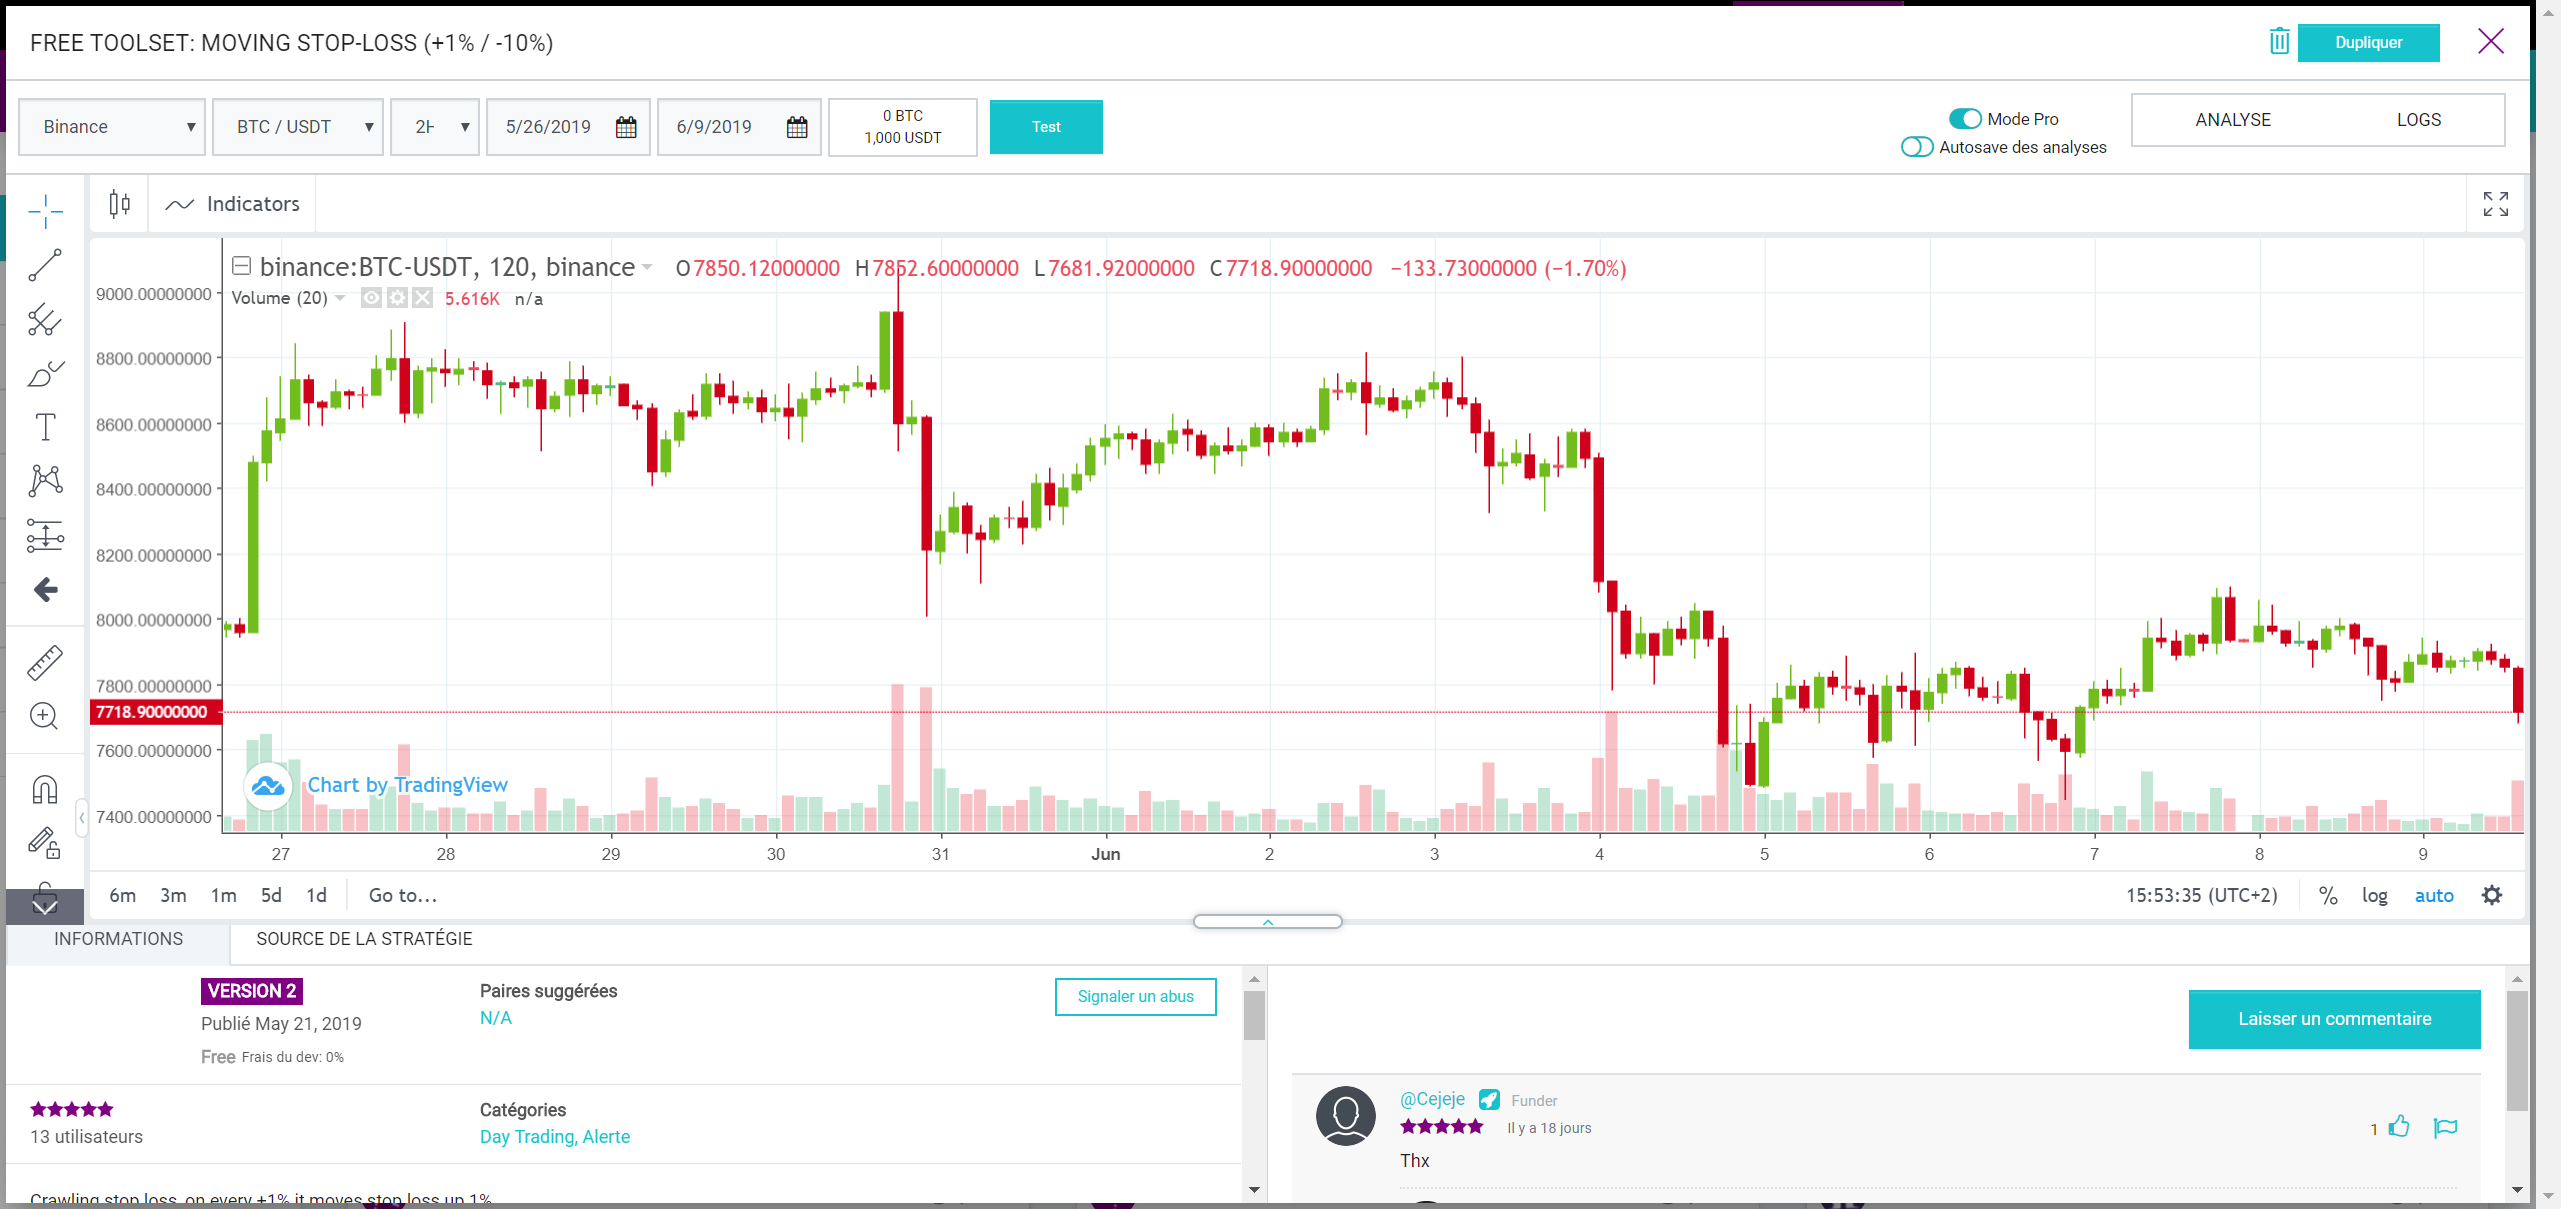 FREE TOOLSET: MOVING STOP-LOSS (+1% / -10%)
Dupliquer
Binance
BTC / USDT
2H
5/26/2019
6/9/2019
0 BTC
1,000 USDT
Test
Mode Pro
Autosave des analyses
ANALYSE
LOGS
Indicators
binance:BTC-USDT, 120, binance
O7850.12000000 H7852.60000000 L7681.92000000 C7718.90000000 −133.73000000 (−1.70%)
Volume (20)
5.616K n/a
9000.00000000
8800.00000000
8600.00000000
8400.00000000
8200.00000000
8000.00000000
7800.00000000
7718.90000000
7600.00000000
7400.00000000
Chart by TradingView
27 28 29 30 31 Jun 2 3 4 5 6 7 8 9
6m 3m 1m 5d 1d Go to...
15:53:35 (UTC+2) % log auto
INFORMATIONS
SOURCE DE LA STRATÉGIE
VERSION 2
Publié May 21, 2019
Free Frais du dev: 0%
Paires suggérées
N/A
Signaler un abus
13 utilisateurs
Catégories
Day Trading, Alerte
Crawling stop loss, on every +1% it moves stop loss up 1%
Laisser un commentaire
@Cejeje Funder
Il y a 18 jours
1
Thx